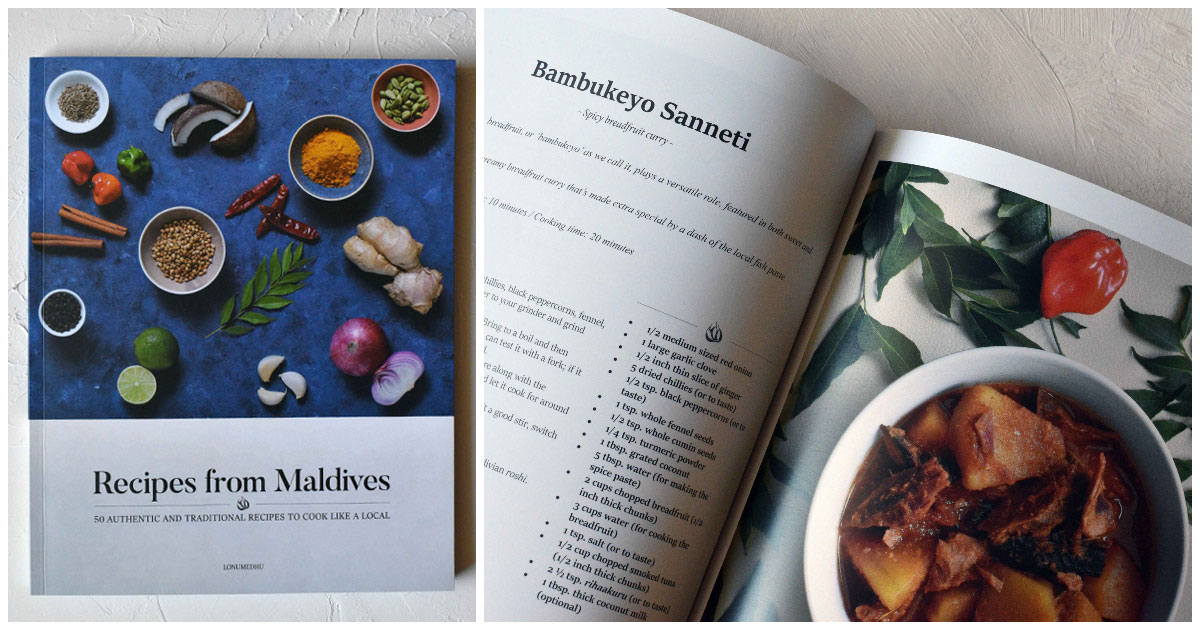 Recipes from Maldives
50 AUTHENTIC AND TRADITIONAL RECIPES TO COOK LIKE A LOCAL
LONUMEDHU
Bambukeyo Sanneti
- Spicy breadfruit curry -
breadfruit, or 'bambukeyo' as we call it, plays a versatile role, featured in both sweet and
creamy breadfruit curry that's made extra special by a dash of the local fish paste
: 10 minutes / Cooking time: 20 minutes
chillies, black peppercorns, fennel,
er to your grinder and grind
Bring to a boil and then
can test it with a fork; if it
re along with the
d let it cook for around
t a good stir, switch
divian roshi.
1/2 medium sized red onion
1 large garlic clove
1/2 inch thin slice of ginger
5 dried chillies (or to taste)
1/2 tsp. black peppercorns (or to
taste)
1 tsp. whole fennel seeds
1/2 tsp. whole cumin seeds
1/4 tsp. turmeric powder
1 tbsp. grated coconut
5 tbsp. water (for making the
spice paste)
2 cups chopped breadfruit (1/2
inch thick chunks)
3 cups water (for cooking the
breadfruit)
1 tsp. salt (or to taste)
1/2 cup chopped smoked tuna
(1/2 inch thick chunks)
2 ½ tsp. rihaakuru (or to taste)
1 tbsp. thick coconut milk
(optional)